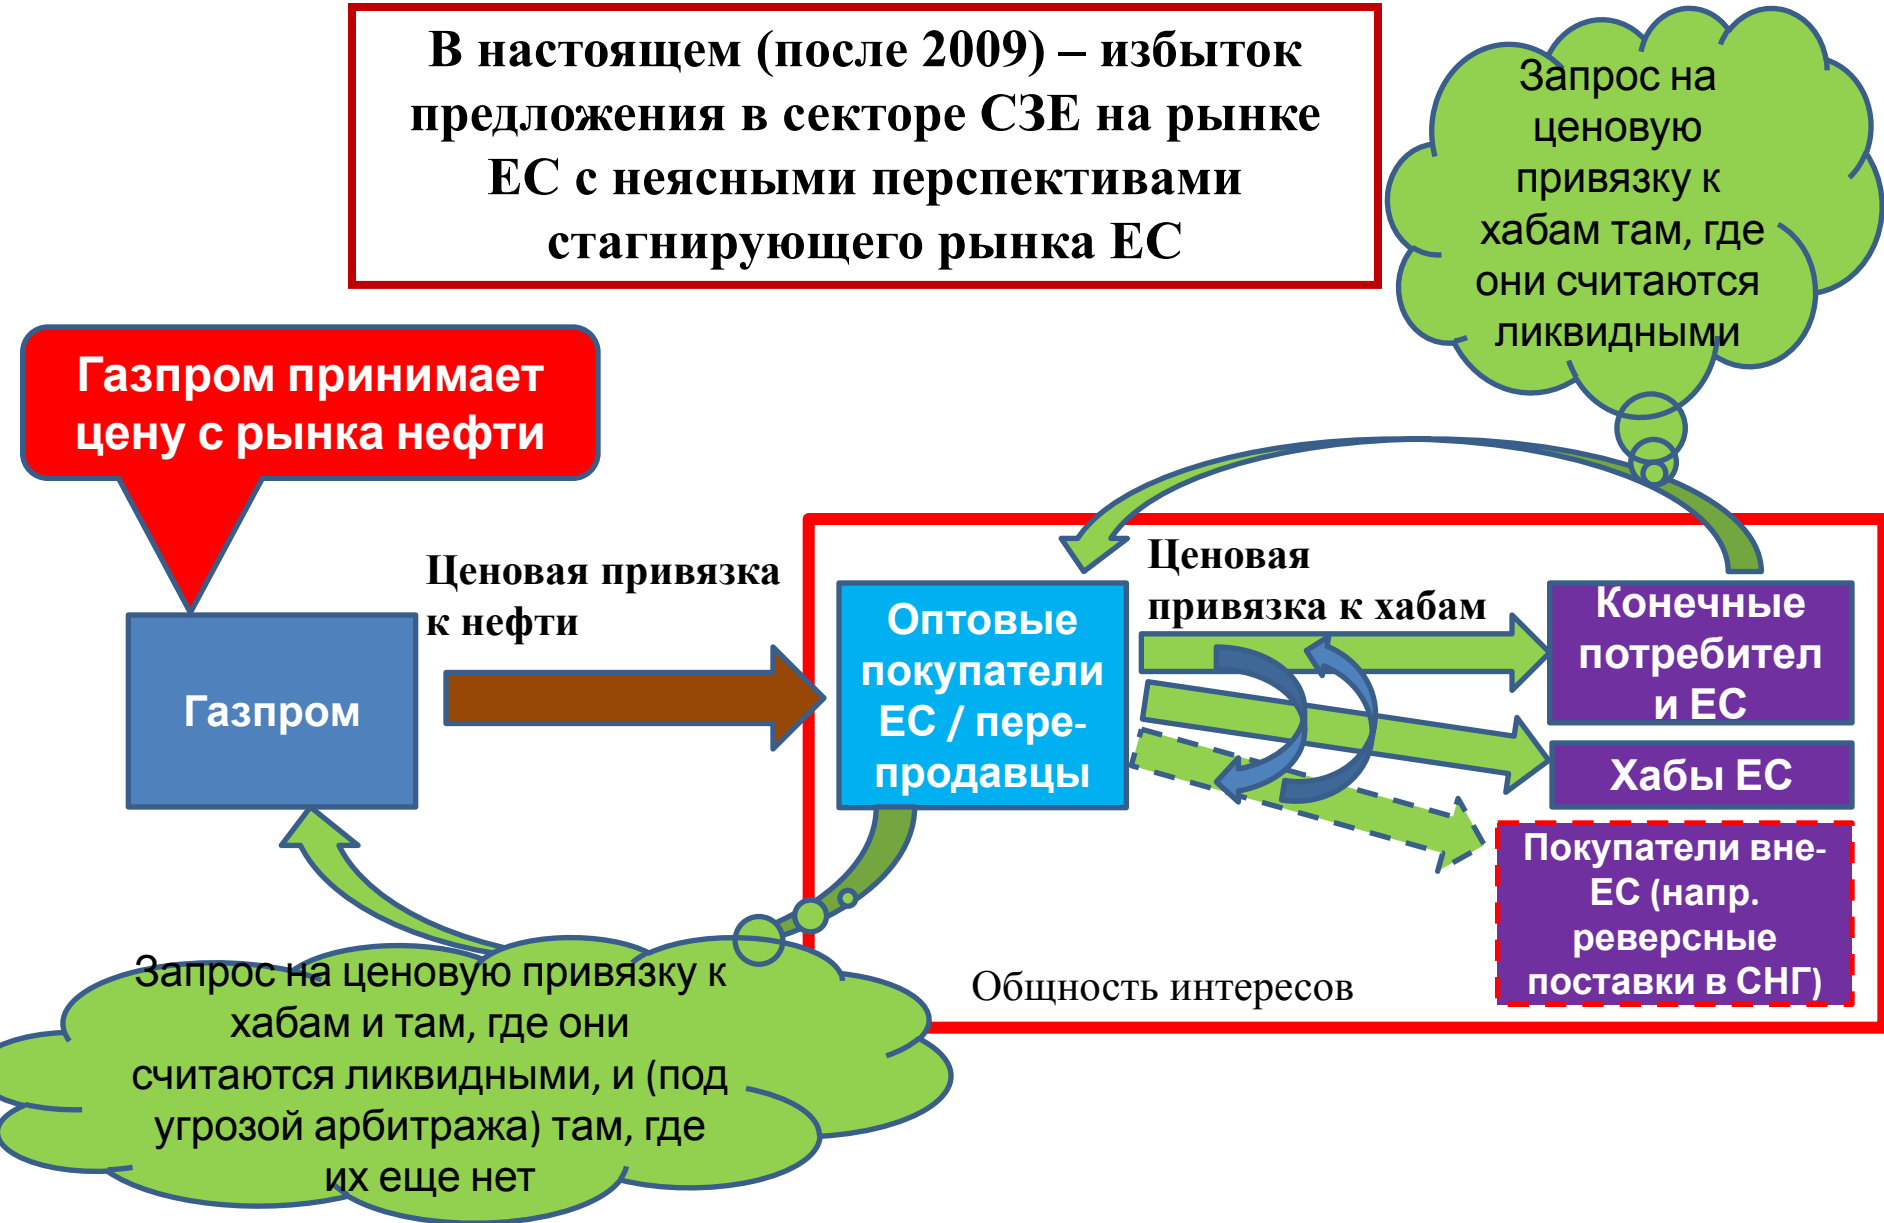 В настоящем (после 2009) – избыток
предложения в секторе СЗЕ на рынке
ЕС с неясными перспективами
стагнирующего рынка ЕС
Запрос на
ценовую
привязку к
хабам там, где
они считаются
ликвидными
Газпром принимает
цену с рынка нефти
Ценовая привязка
к нефти
Ценовая
привязка к хабам
Газпром
Оптовые
покупатели
ЕС / пере-
продавцы
Конечные
потребител
и ЕС
Хабы ЕС
Покупатели вне-
ЕС (напр.
реверсные
поставки в СНГ)
Общность интересов
Запрос на ценовую привязку к
хабам и там, где они
считаются ликвидными, и (под
угрозой арбитража) там, где
их еще нет